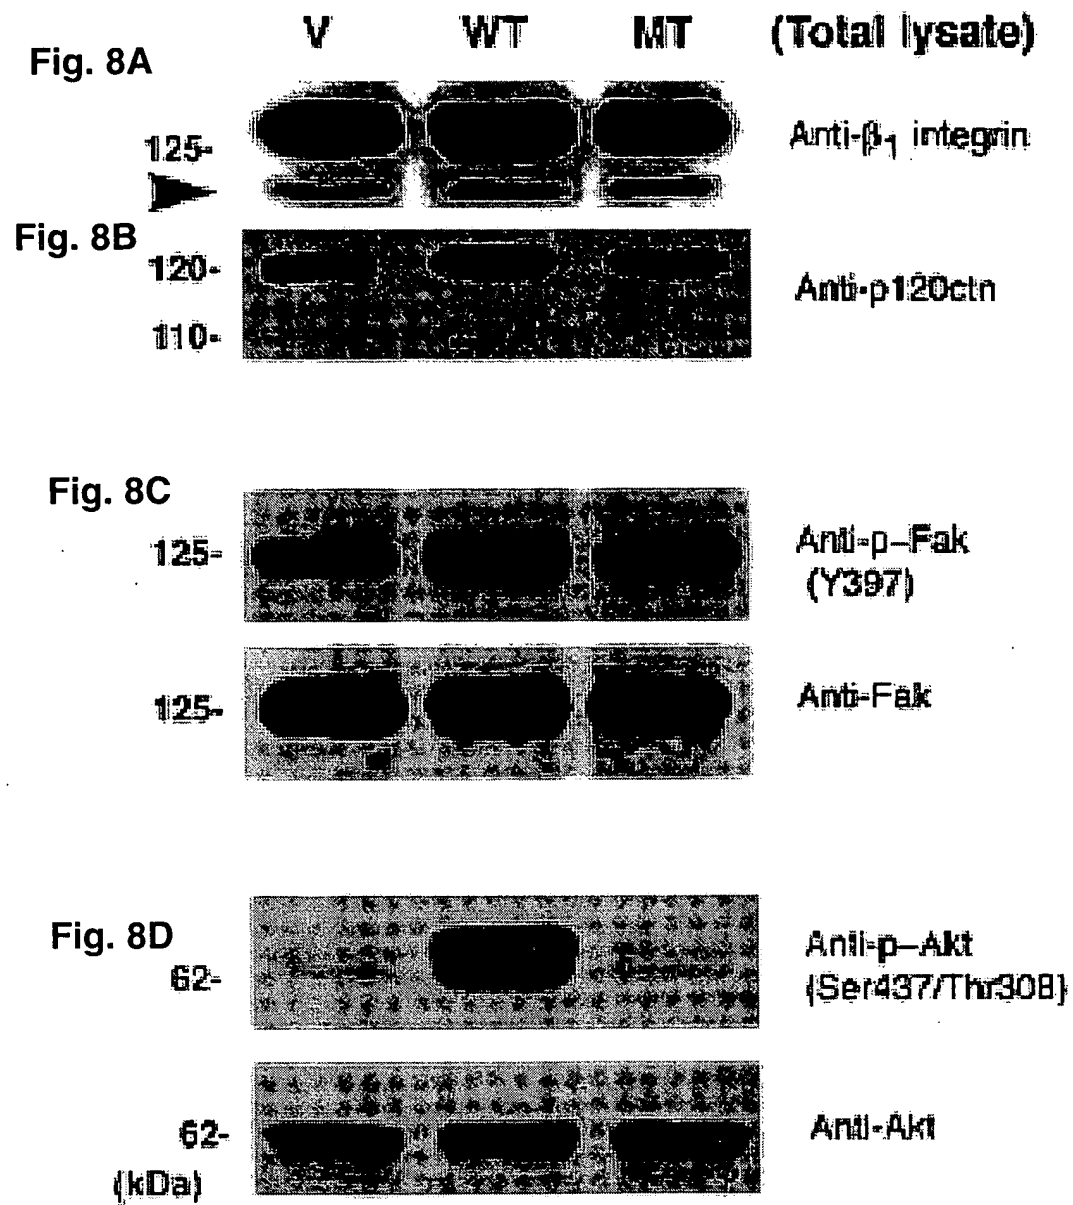 V WT MT (Total lysate)
Fig. 8A
125-
Anti-β1 integrin
Fig. 8B
120-
110-
Anti-p120ctn
Fig. 8C
125-
Anti-p-Fak
(Y397)
125-
Anti-Fak
Fig. 8D
62-
Anti-p-Akt
(Ser437/Thr308)
62-
(kDa)
Anti-Akt